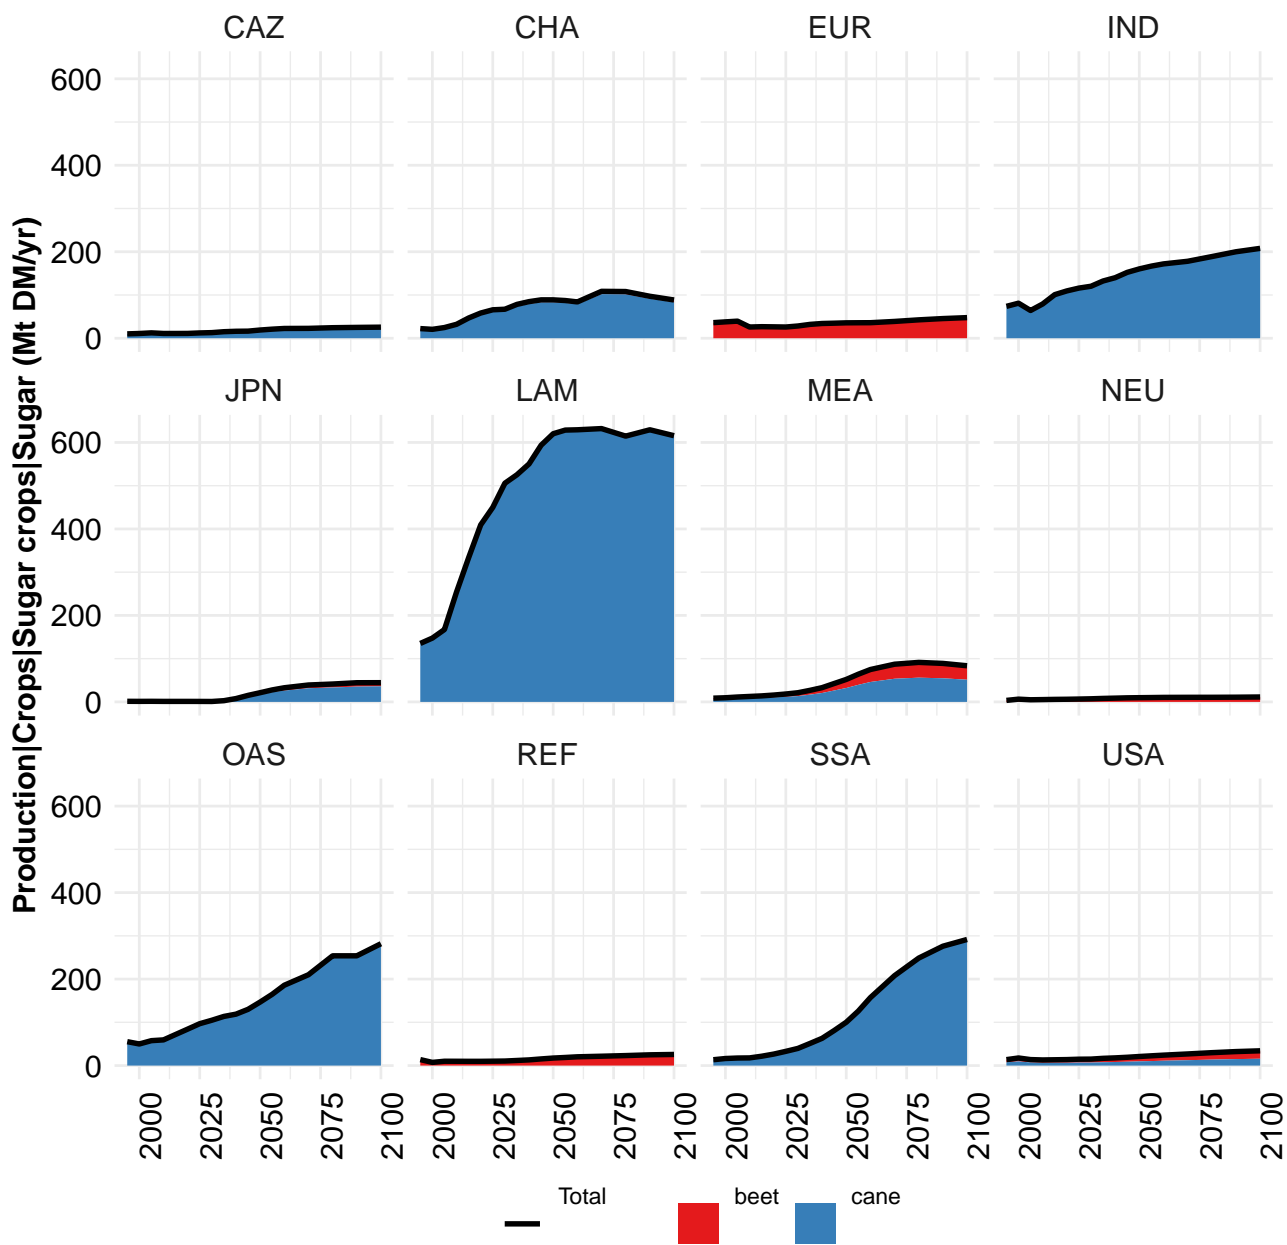 CAZ CHA EUR IND
600
400
200
0
JPN LAM MEA NEU
600
400
200
0
OAS REF SSA USA
600
400
200
0
Production|Crops|Sugar crops|Sugar (Mt DM/yr)
2000 2025 2050 2075 2100 2000 2025 2050 2075 2100 2000 2025 2050 2075 2100 2000 2025 2050 2075 2100
Total beet cane